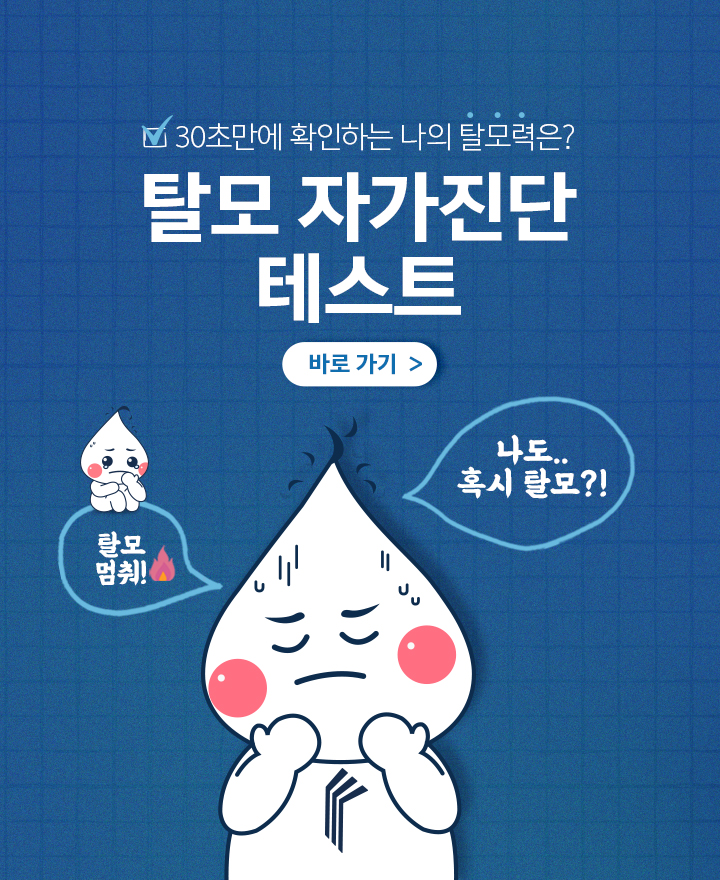 30초만에 확인하는 나의 탈모력은?
탈모 자가진단
테스트
바로 가기 >
나도..
혹시 탈모?!
탈모
멈춰!